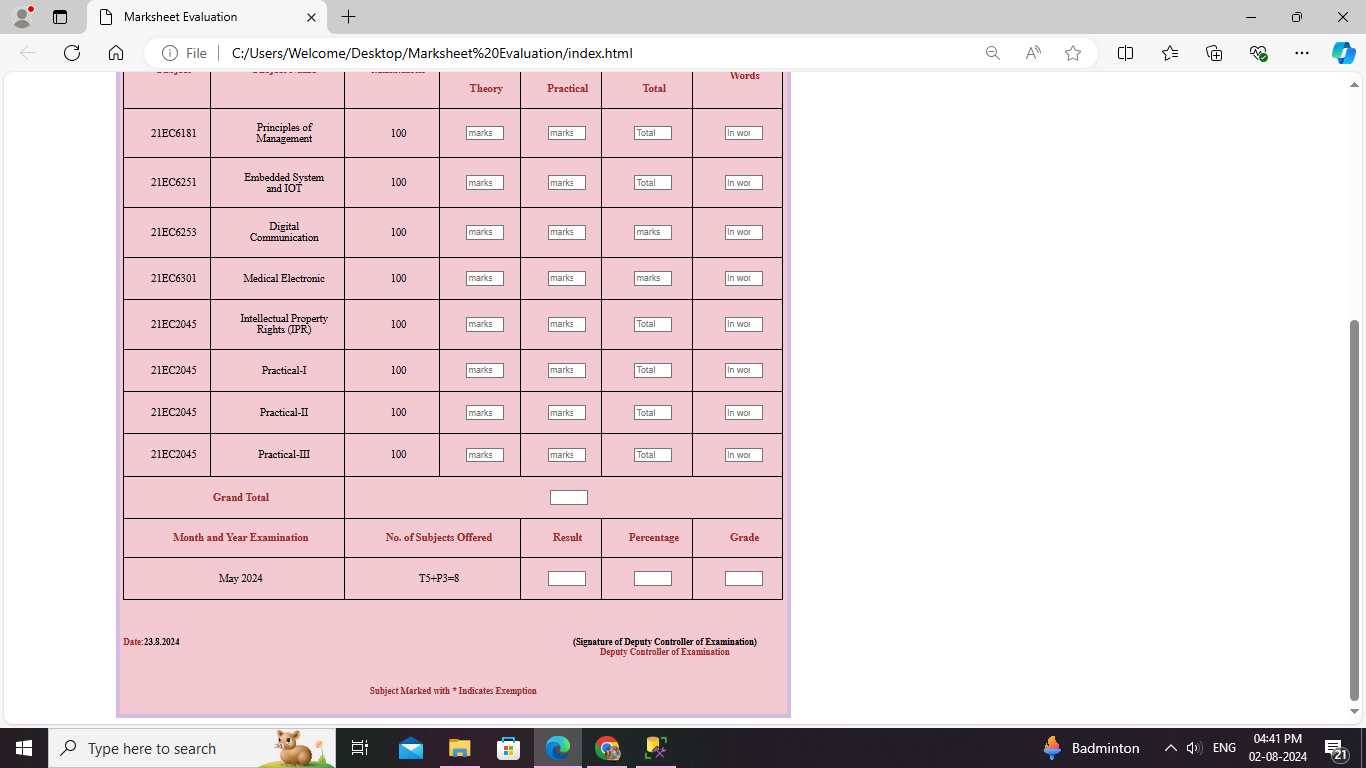 Marksheet Evaluation
File C:/Users/Welcome/Desktop/Marksheet%20Evaluation/index.html
Words
Theory Practical Total
21EC6181 Principles of Management 100 marks marks Total In wor
21EC6251 Embedded System and IOT 100 marks marks Total In wor
21EC6253 Digital Communication 100 marks marks marks In wor
21EC6301 Medical Electronic 100 marks marks marks In wor
21EC2045 Intellectual Property Rights (IPR) 100 marks marks Total In wor
21EC2045 Practical-I 100 marks marks Total In wor
21EC2045 Practical-II 100 marks marks Total In wor
21EC2045 Practical-III 100 marks marks Total In wor
Grand Total
Month and Year Examination No. of Subjects Offered Result Percentage Grade
May 2024 T5+P3=8
Date:23.8.2024 (Signature of Deputy Controller of Examination)
Deputy Controller of Examination
Subject Marked with * Indicates Exemption
Type here to search Badminton ENG 04:41 PM
02-08-2024 21